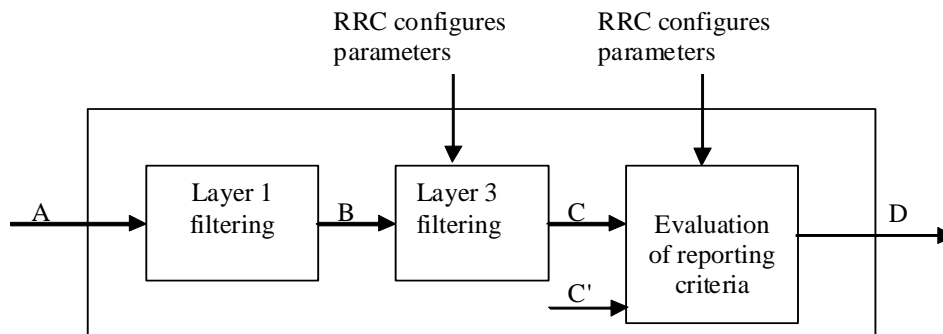 RRC configures
parameters
RRC configures
parameters
A
Layer 1
filtering
B
Layer 3
filtering
C
C'
Evaluation
of reporting
criteria
D